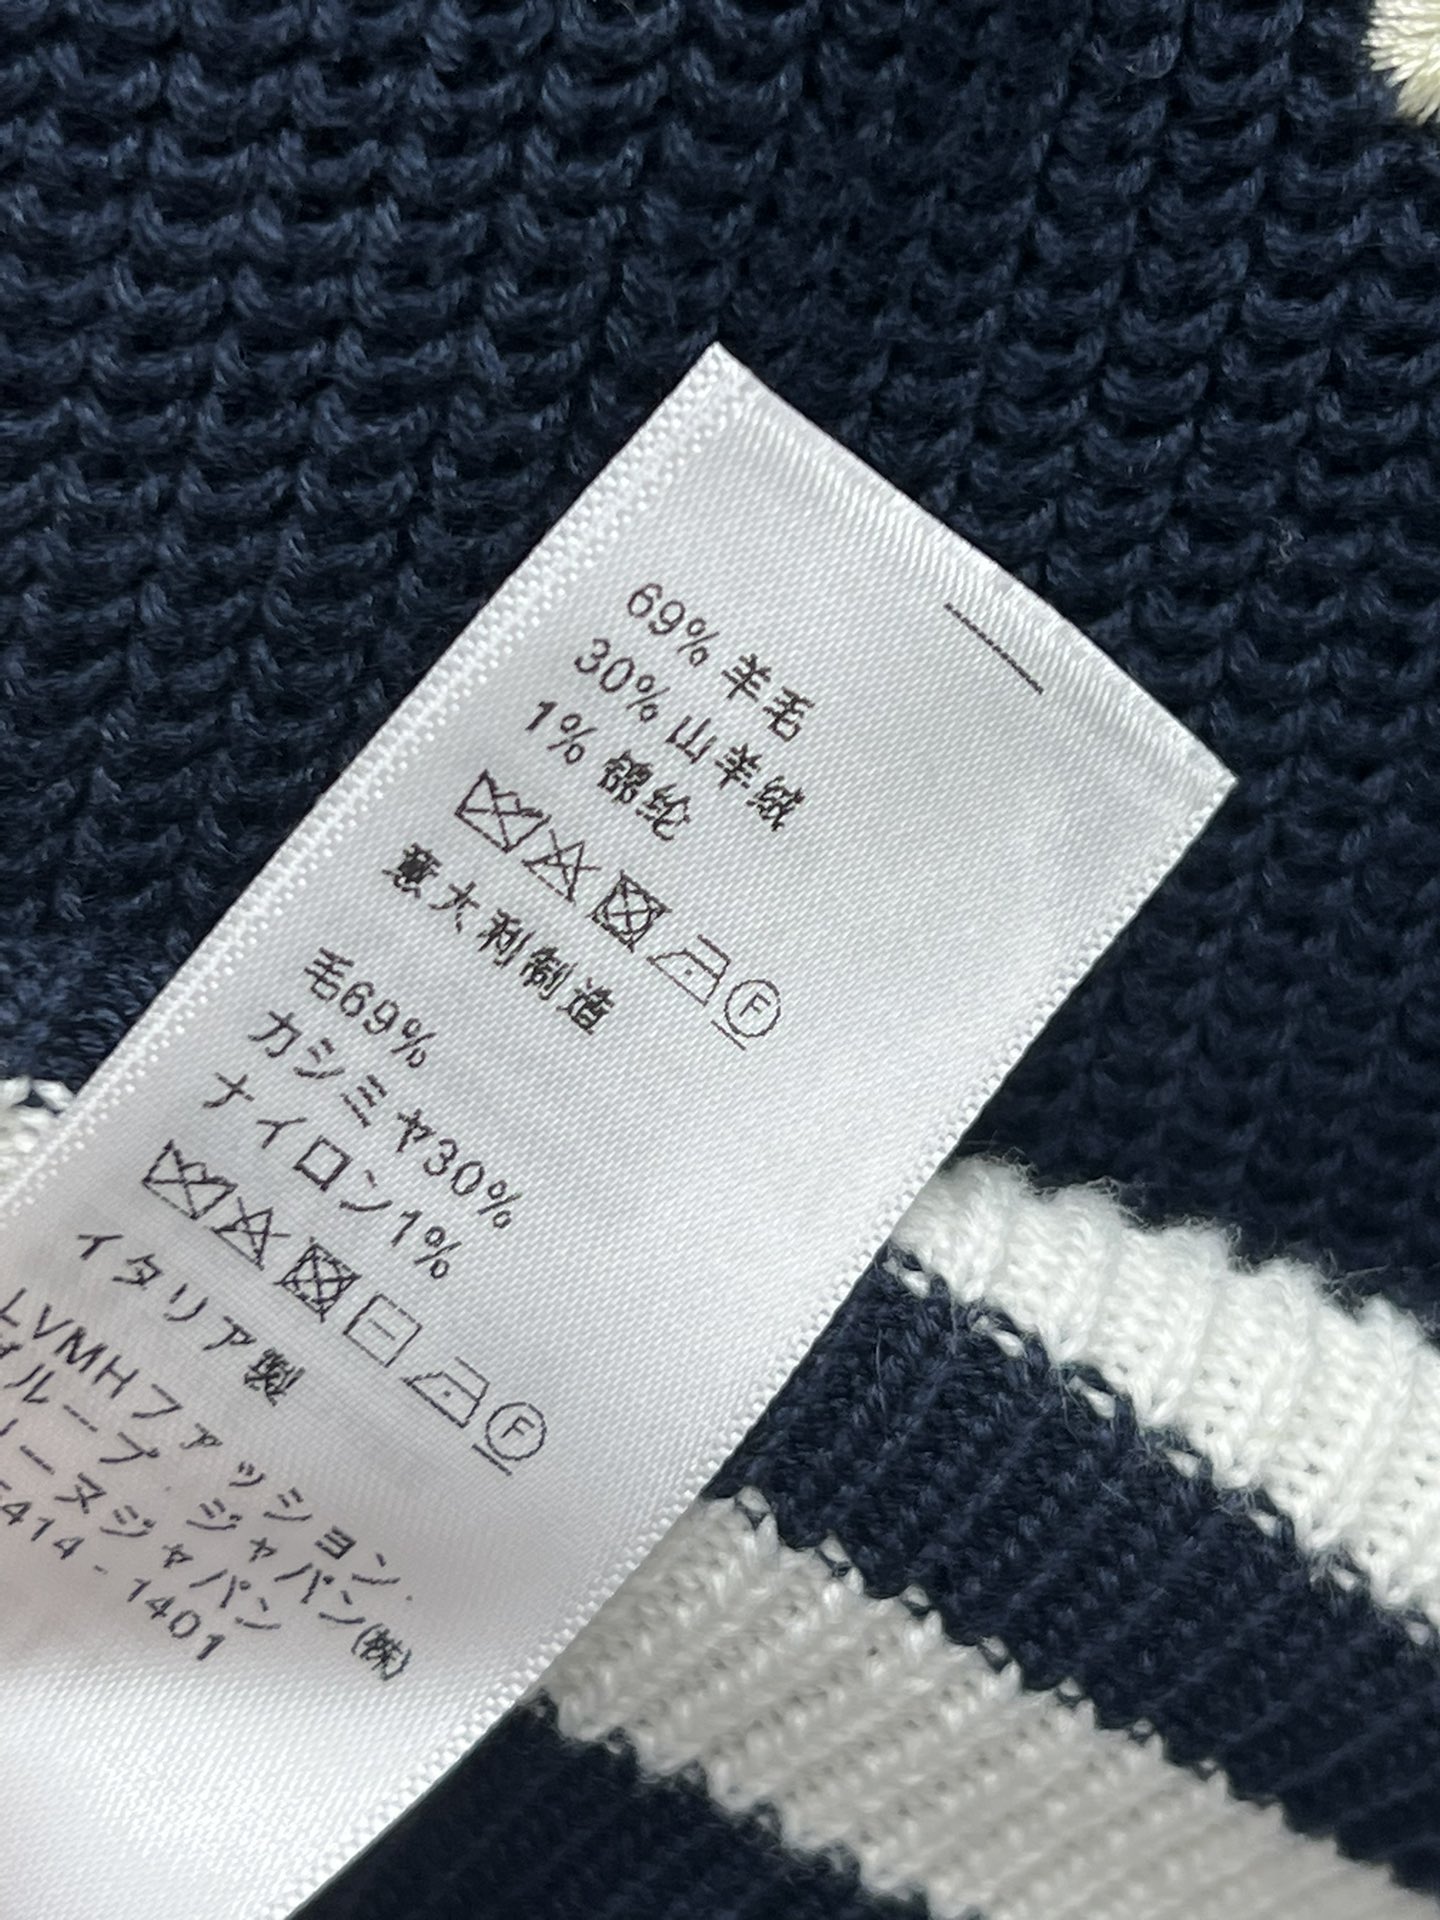 69% 羊毛
30% 山羊绒
1% 锦纶
F
意大利制造
毛69%
カシミヤ30%
ナイロン1%
F
イタリア製
LVMHファッション
グループ ジャパン(株)
リーヌジャパン
5414 - 1401